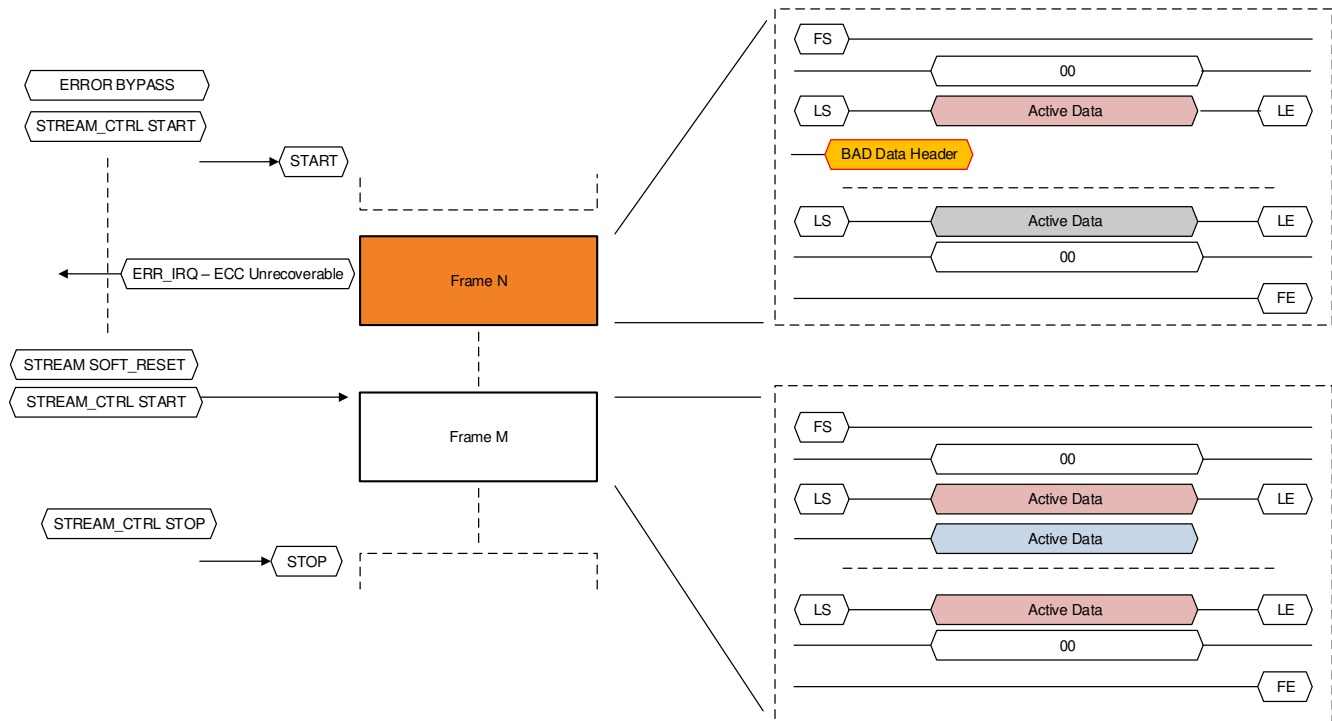 ERROR BYPASS
STREAM_CTRL START
START
ERR_IRQ – ECC Unrecoverable
Frame N
STREAM SOFT_RESET
STREAM_CTRL START
Frame M
STREAM_CTRL STOP
STOP
FS
00
LS Active Data LE
BAD Data Header
LS Active Data LE
00
FE
FS
00
LS Active Data LE
Active Data
LS Active Data LE
00
FE